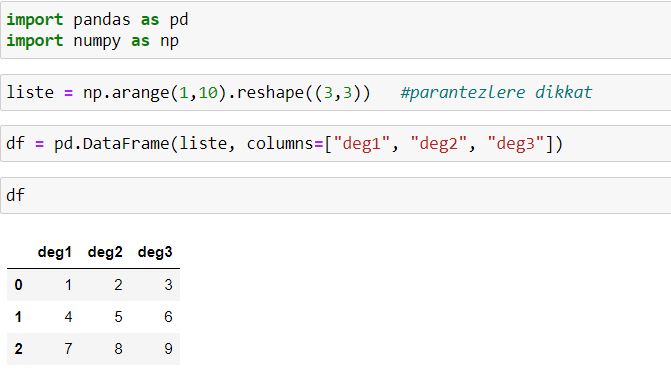 import pandas as pd
import numpy as np
liste = np.arange(1,10).reshape((3,3))   #parantezlere dikkat
df = pd.DataFrame(liste, columns=["deg1", "deg2", "deg3"])
df
deg1 deg2 deg3
0 1 2 3
1 4 5 6
2 7 8 9